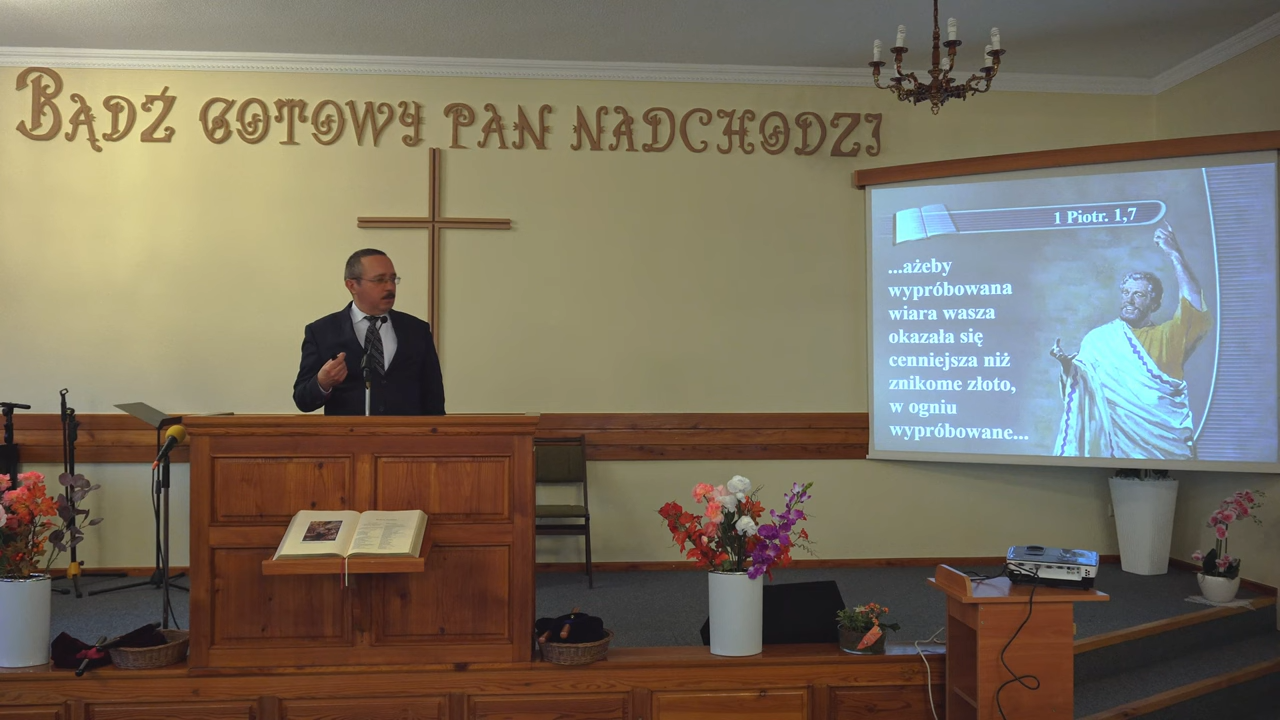 BĄDŹ GOTOWY PAN NADCHODZI
1 Piotr. 1,7
...ażeby
wypróbowana
wiara wasza
okazała się
cenniejsza niż
znikome złoto,
w ogniu
wypróbowane...